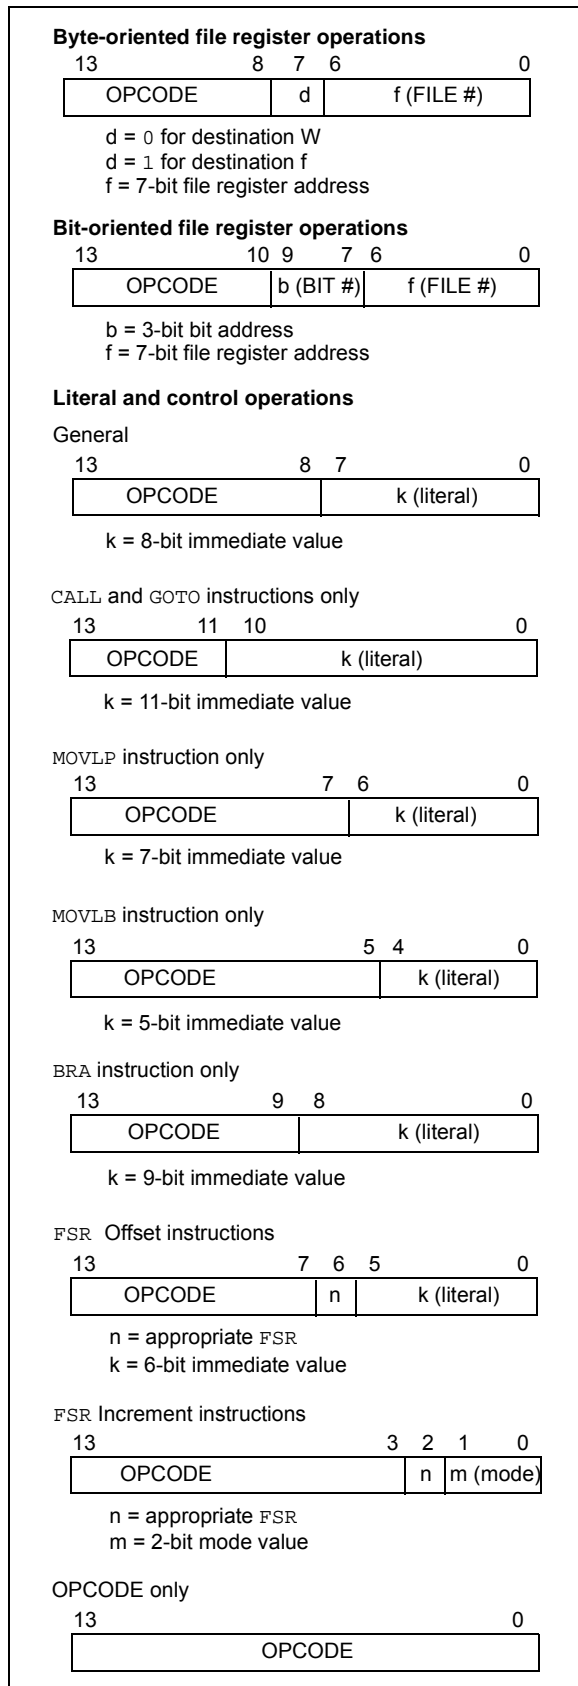 Byte-oriented file register operations
13 8 7 6 0
OPCODE d f (FILE #)
d = 0 for destination W
d = 1 for destination f
f = 7-bit file register address
Bit-oriented file register operations
13 10 9 7 6 0
OPCODE b (BIT #) f (FILE #)
b = 3-bit bit address
f = 7-bit file register address
Literal and control operations
General
13 8 7 0
OPCODE k (literal)
k = 8-bit immediate value
CALL and GOTO instructions only
13 11 10 0
OPCODE k (literal)
k = 11-bit immediate value
MOVLP instruction only
13 7 6 0
OPCODE k (literal)
k = 7-bit immediate value
MOVLB instruction only
13 5 4 0
OPCODE k (literal)
k = 5-bit immediate value
BRA instruction only
13 9 8 0
OPCODE k (literal)
k = 9-bit immediate value
FSR Offset instructions
13 7 6 5 0
OPCODE n k (literal)
n = appropriate FSR
k = 6-bit immediate value
FSR Increment instructions
13 3 2 1 0
OPCODE n m (mode)
n = appropriate FSR
m = 2-bit mode value
OPCODE only
13 0
OPCODE